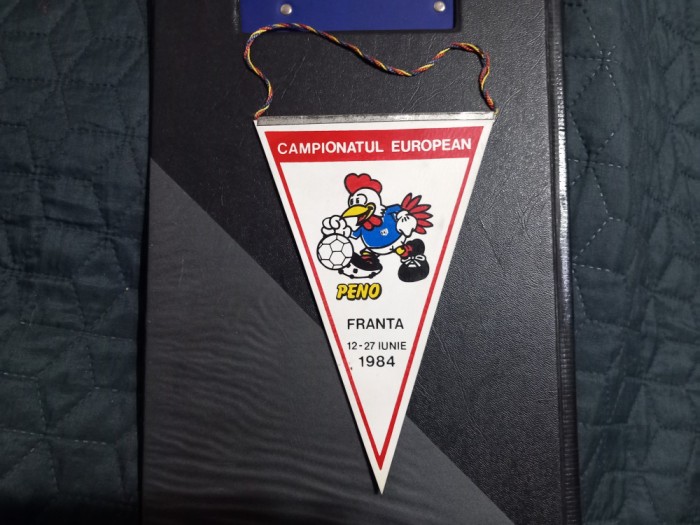 CAMPIONATUL EUROPEAN
PENO
FRANTA
12-27 IUNIE
1984